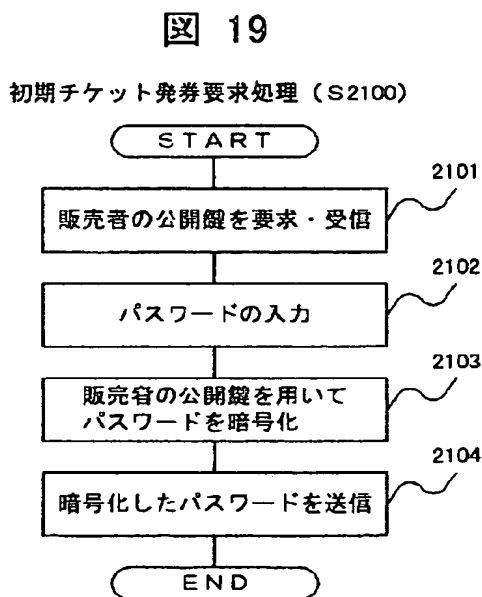 図 19
初期チケット発券要求処理(S2100)
START
2101
販売者の公開鍵を要求・受信
2102
パスワードの入力
2103
販売者の公開鍵を用いて
パスワードを暗号化
2104
暗号化したパスワードを送信
END